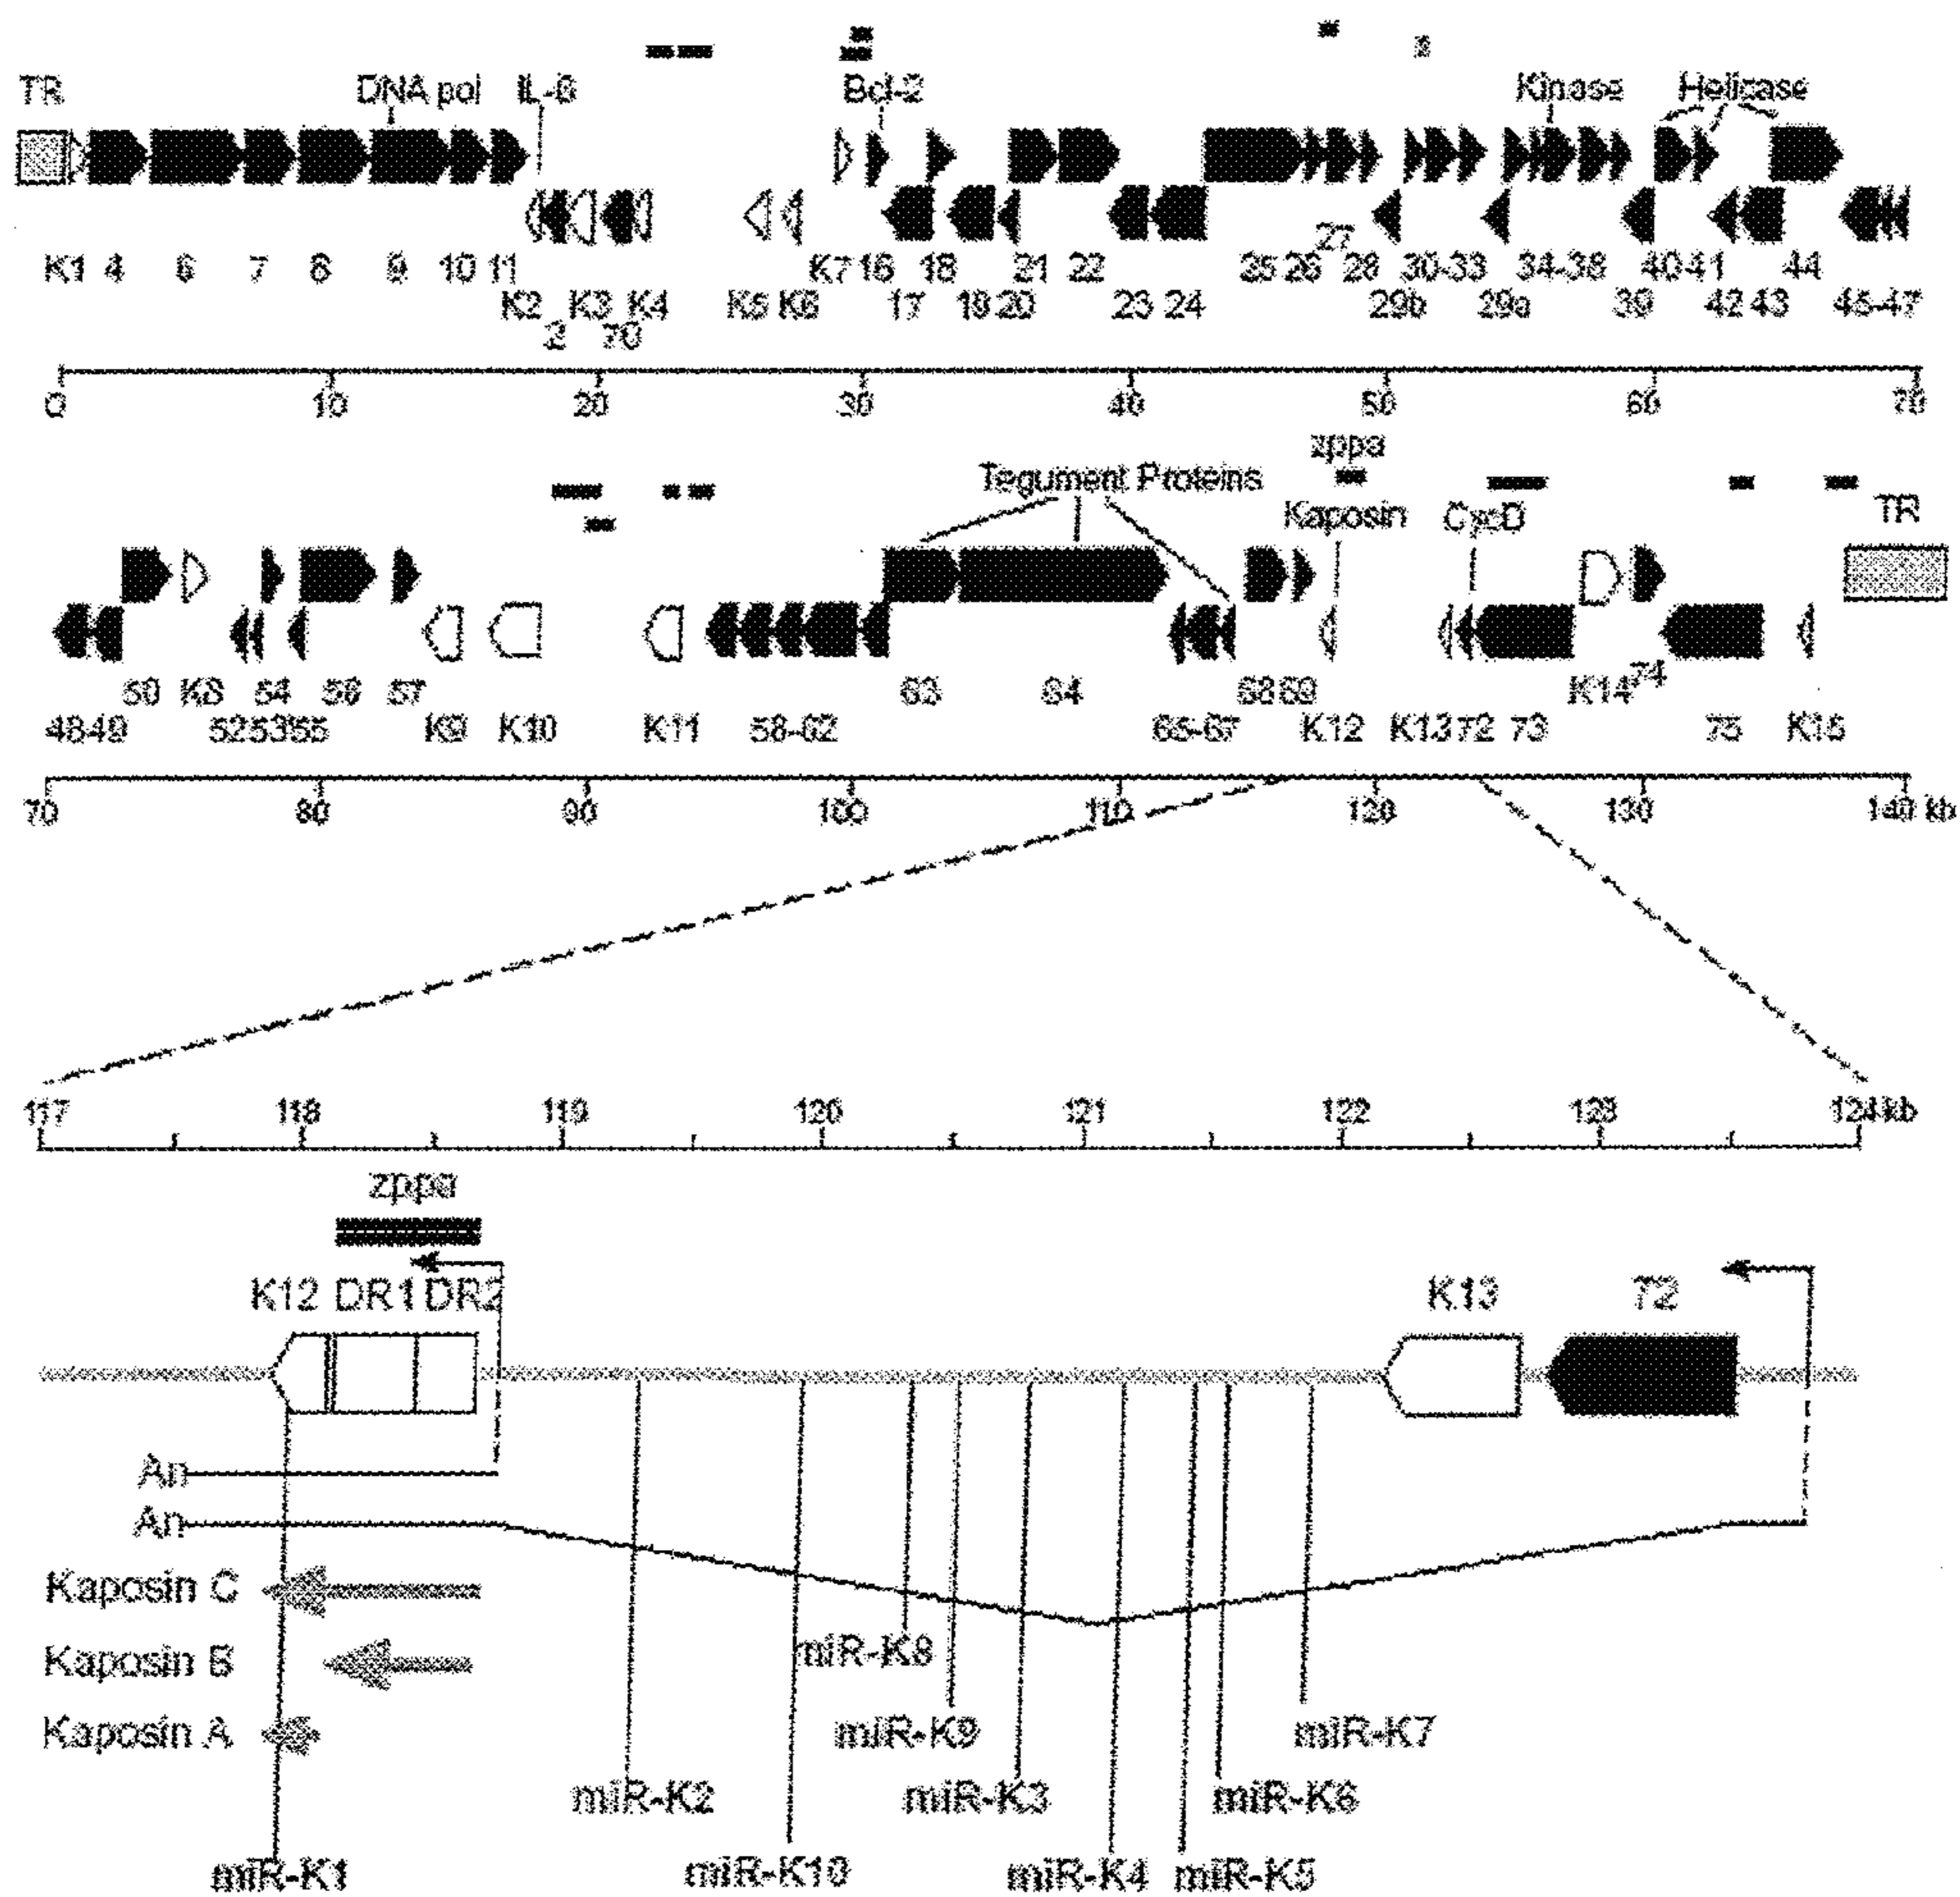 TR DNA pol IL-6 Bcl-2 Kinase Helicase
K1 4 6 7 8 9 10 11 K7 16 18 21 22 25 26 27 28 30-33 34-38 40 41 44
K2 K3 K4 K5 K6 17 19 20 23 24 29b 29a 39 42 43 45-47
2 70
0 10 20 30 40 50 60 70
zppa
Tegument Proteins
Kaposin CycD TR
50 K8 54 56 57 63 64 68 69 K14 74
48 49 52 53 55 K9 K10 K11 58-62 65-67 K12 K13 72 73 75 K15
70 80 90 100 110 120 130 140 kb
117 118 119 120 121 122 123 124 kb
zppa
K12 DR1 DR2 K13 72
An
An
Kaposin C
Kaposin B miR-K8
Kaposin A miR-K9 miR-K7
miR-K2 miR-K3 miR-K6
miR-K1 miR-K10 miR-K4 miR-K5